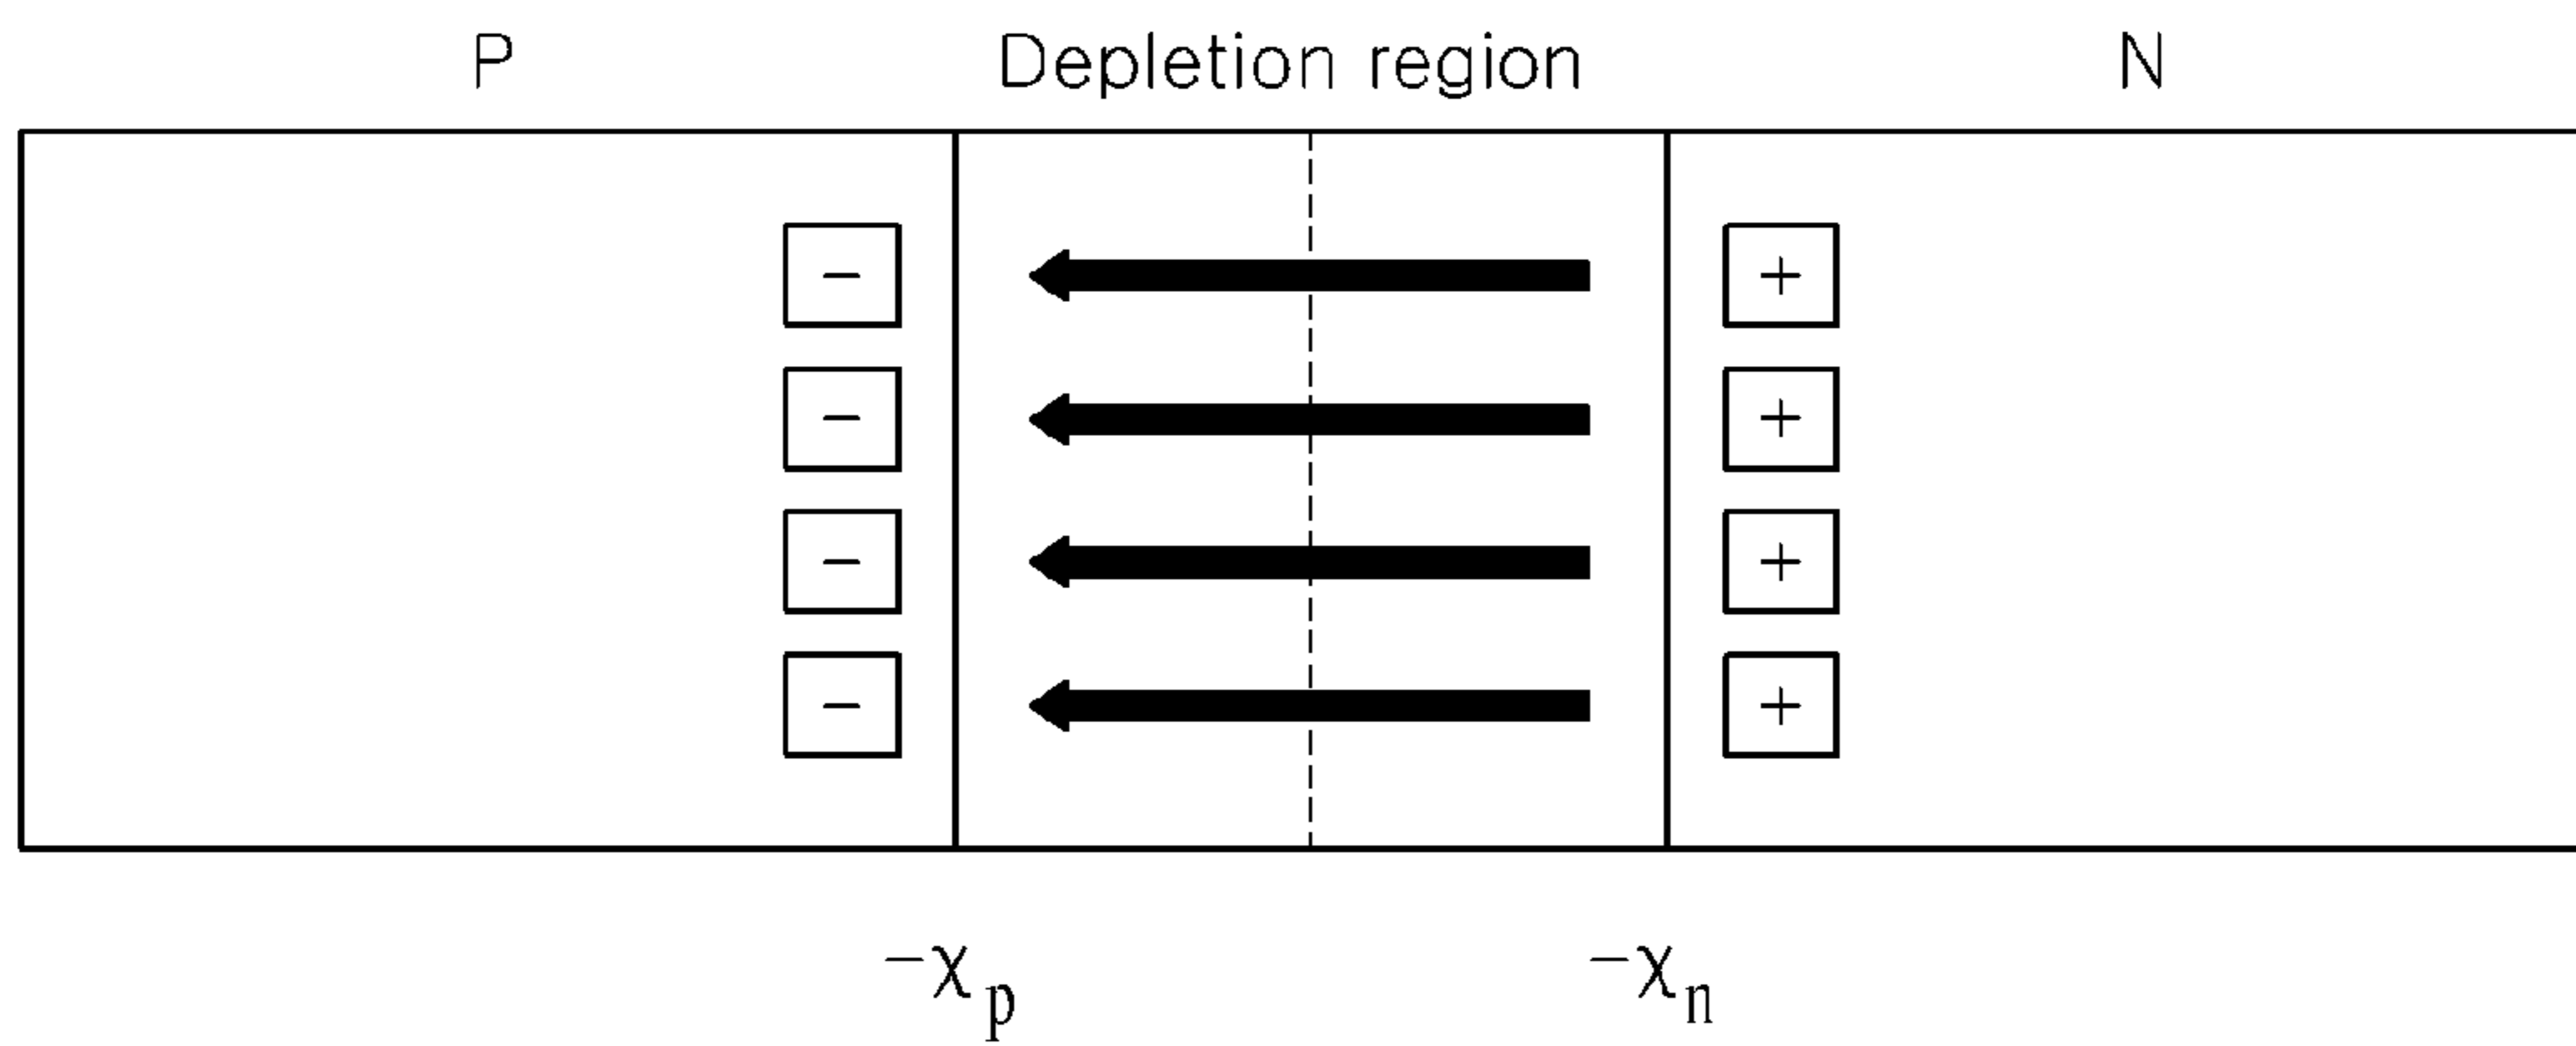 P Depletion region N
− +
− +
− +
− +
−χp −χn